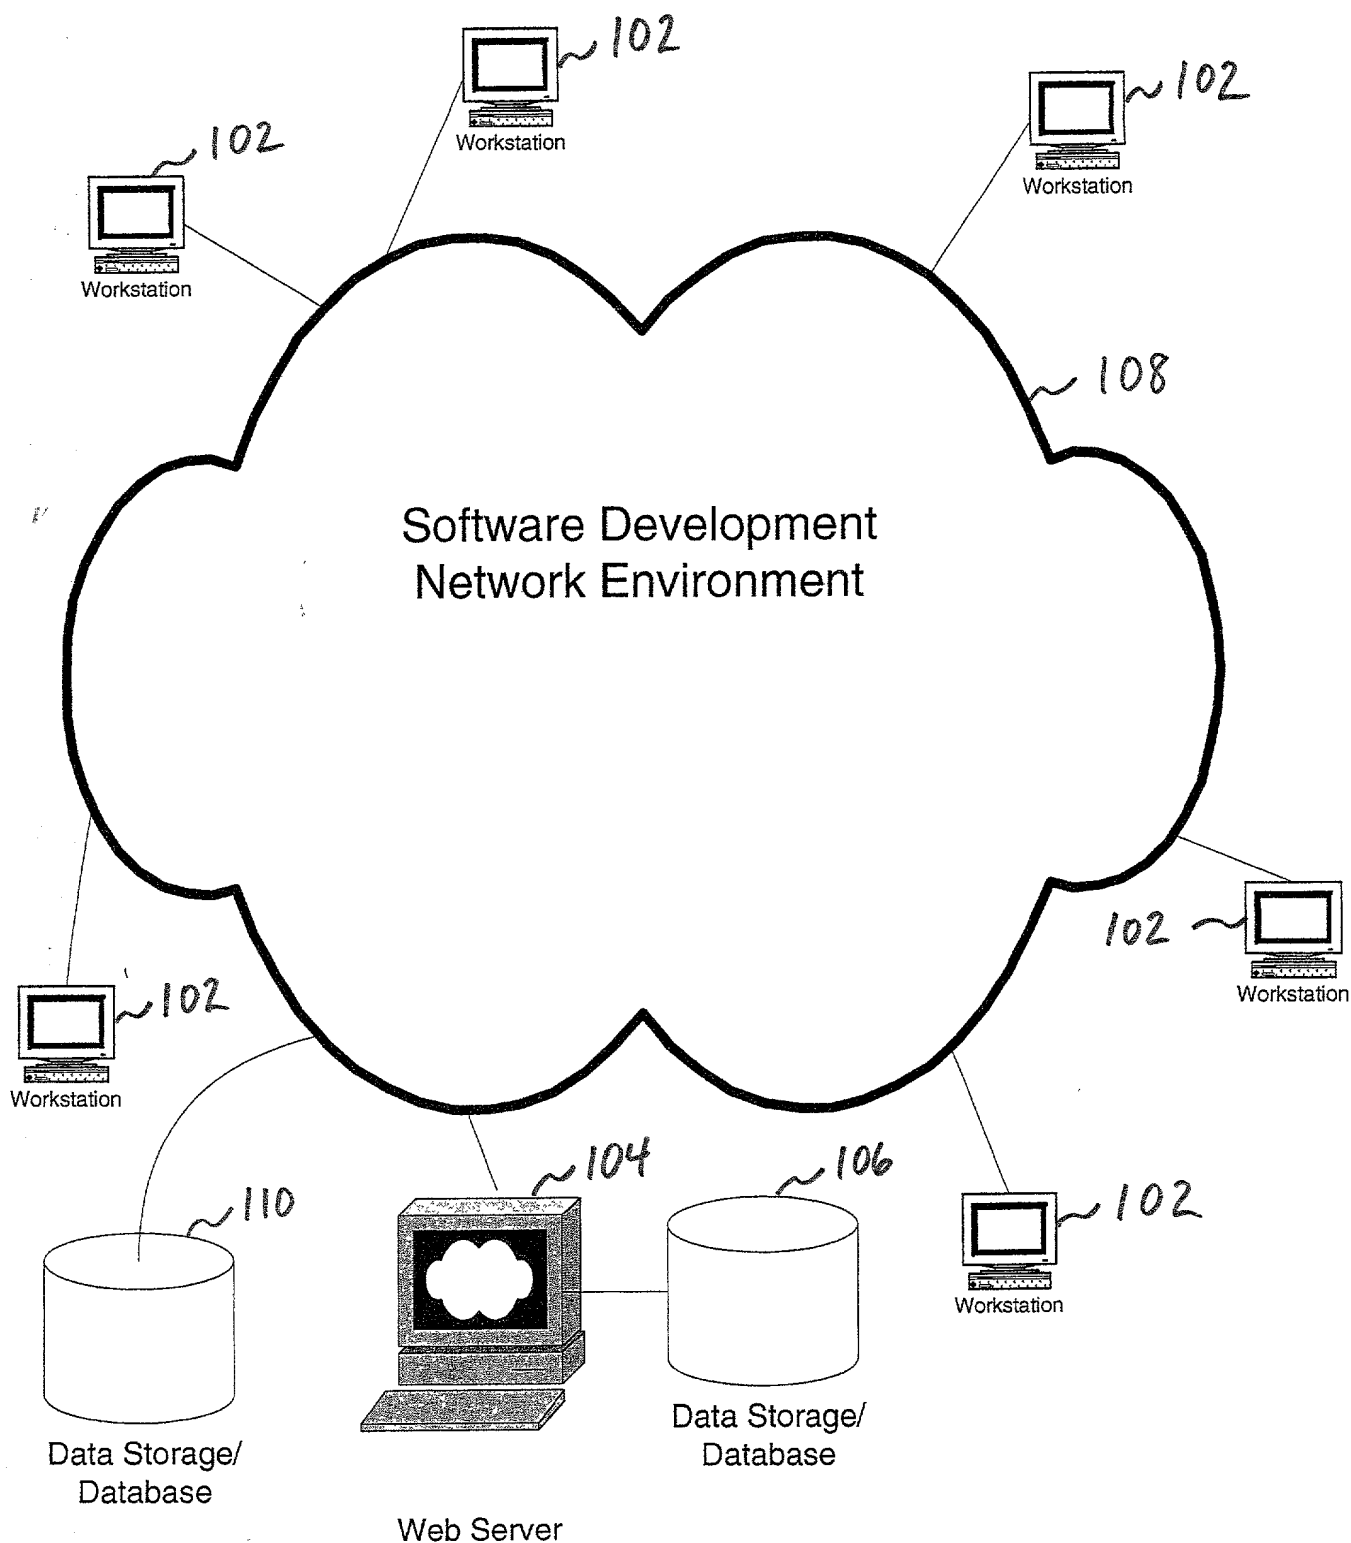 102
Workstation
102
Workstation
102
Workstation
108
Software Development
Network Environment
102
Workstation
102
Workstation
110
Data Storage/
Database
104
Web Server
106
Data Storage/
Database
102
Workstation